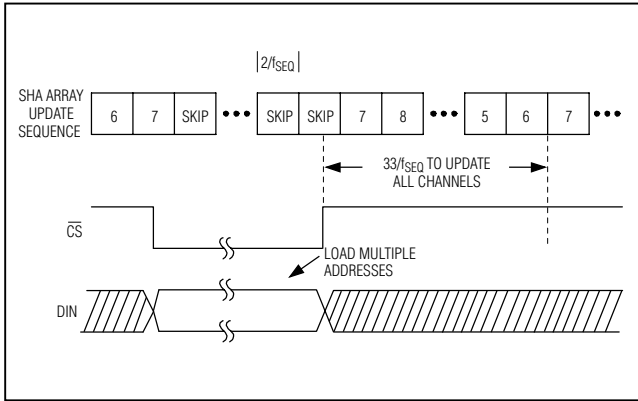 |2/fSEQ|
SHA ARRAY
UPDATE
SEQUENCE
6 7 SKIP ••• SKIP SKIP 7 8 ••• 5 6 7 •••
33/fSEQ TO UPDATE
ALL CHANNELS
C̅S̅
LOAD MULTIPLE
ADDRESSES
DIN